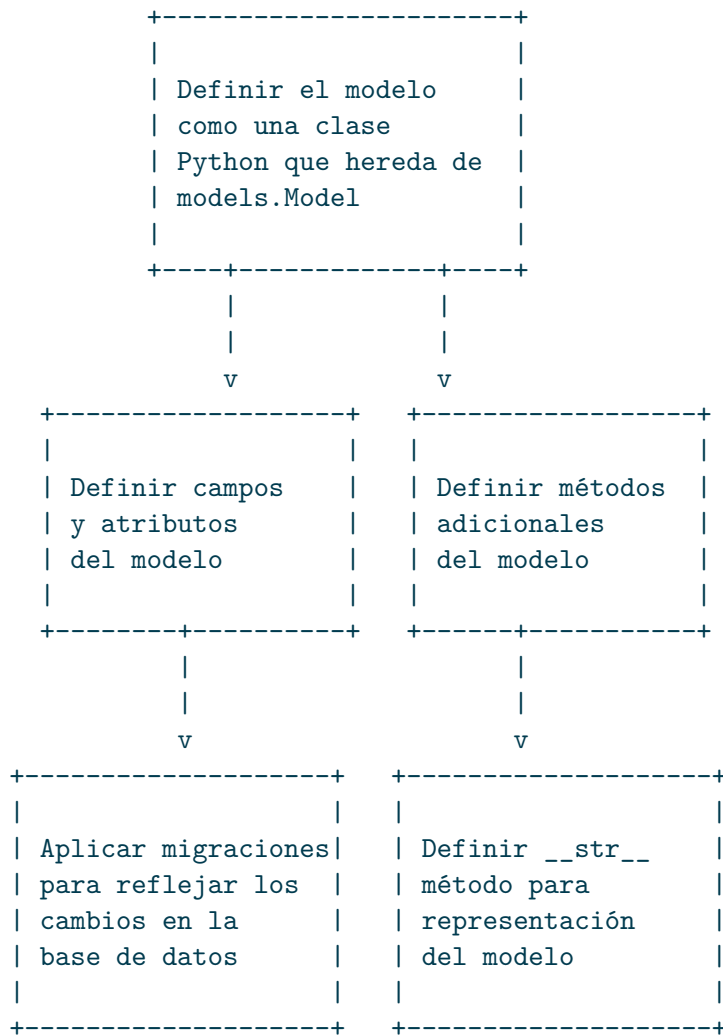 Definir el modelo
como una clase
Python que hereda de
models.Model
Definir campos
y atributos
del modelo
Definir métodos
adicionales
del modelo
Aplicar migraciones
para reflejar los
cambios en la
base de datos
Definir __str__
método para
representación
del modelo